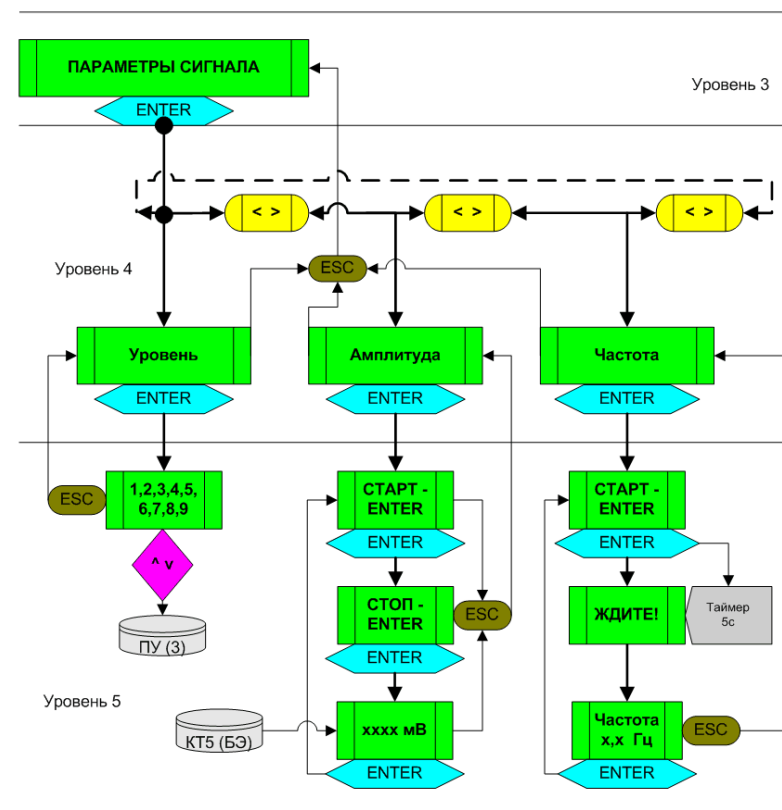 ПАРАМЕТРЫ СИГНАЛА
Уровень 3
ENTER
< >
< >
< >
Уровень 4
ESC
Уровень
Амплитуда
Частота
ENTER
ENTER
ENTER
ESC
1,2,3,4,5,
6,7,8,9
СТАРТ -
ENTER
СТАРТ -
ENTER
ENTER
ENTER
^ v
СТОП -
ENTER
ESC
ЖДИТЕ!
Таймер
5с
ПУ (3)
ENTER
Уровень 5
КТ5 (БЭ)
хххх мВ
Частота
х,х Гц
ESC
ENTER
ENTER